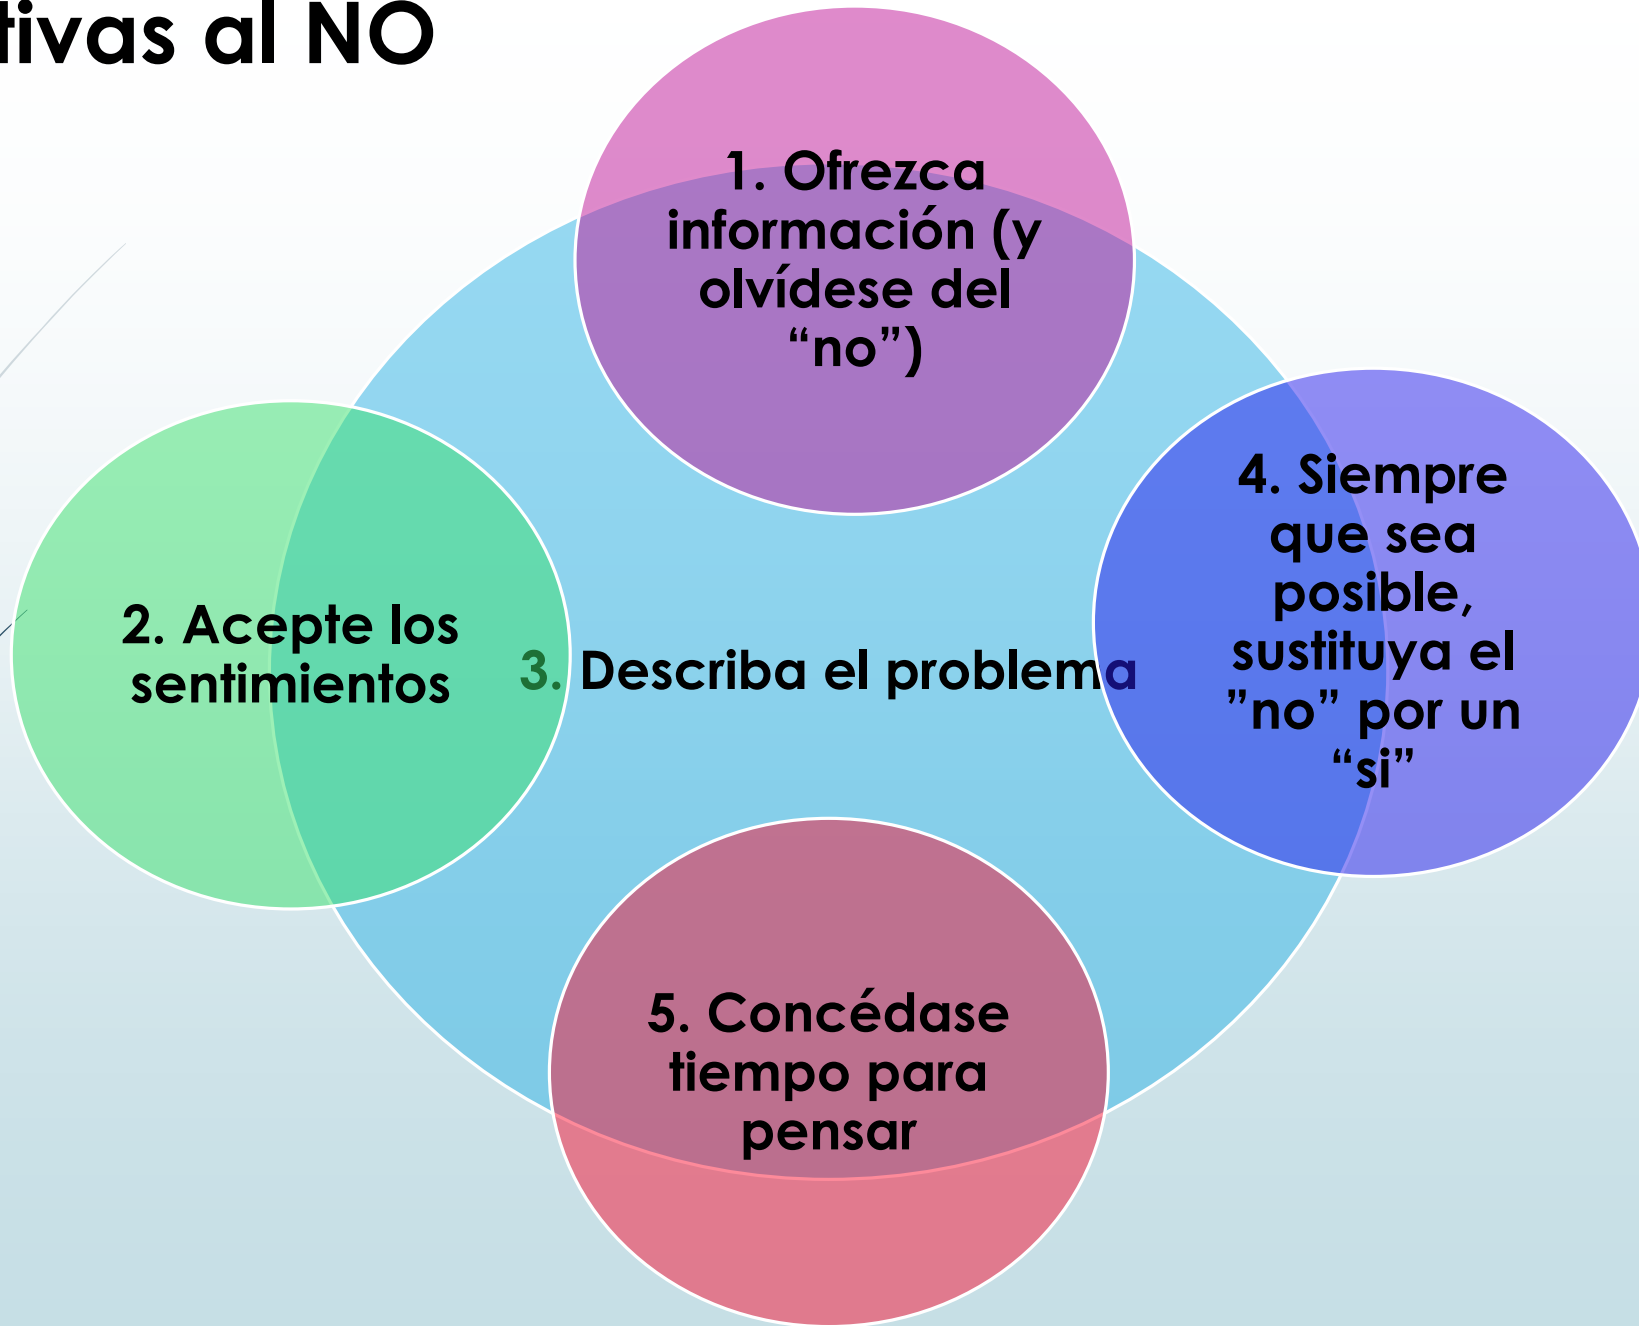 tivas al NO
1. Ofrezca
información (y
olvídese del
“no”)
2. Acepte los
sentimientos
3. Describa el problema
4. Siempre
que sea
posible,
sustituya el
”no” por un
“si”
5. Concédase
tiempo para
pensar